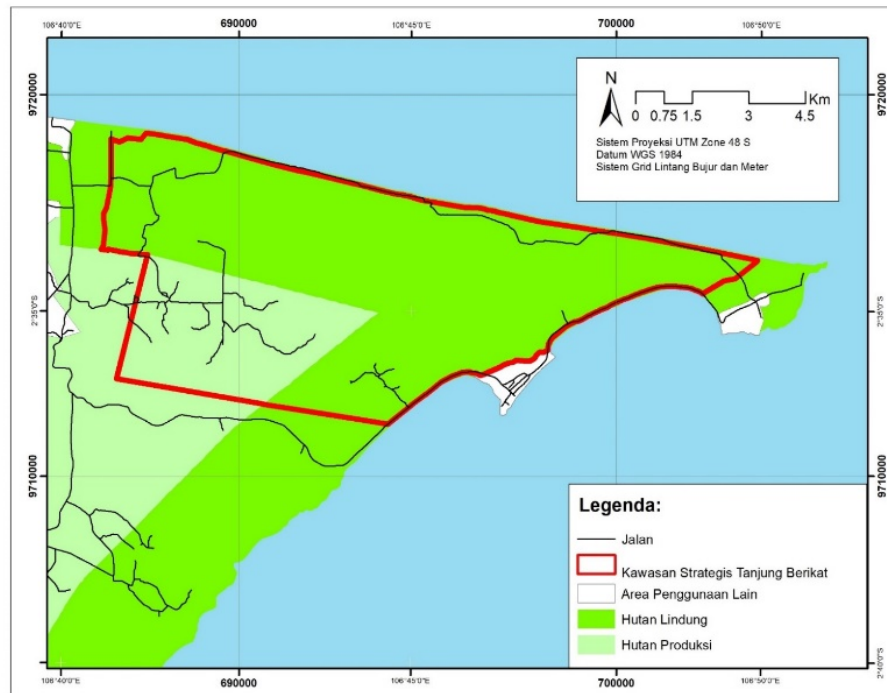 106°40'0"E
690000
106°45'0"E
700000
106°50'0"E
9720000
9720000
N
0 0.75 1.5 3 4.5 Km
Sistem Proyeksi UTM Zone 48 S
Datum WGS 1984
Sistem Grid Lintang Bujur dan Meter
2°35'0"S
2°35'0"S
9710000
9710000
Legenda:
Jalan
Kawasan Strategis Tanjung Berikat
Area Penggunaan Lain
Hutan Lindung
Hutan Produksi
2°40'0"S
106°40'0"E
690000
106°45'0"E
700000
106°50'0"E